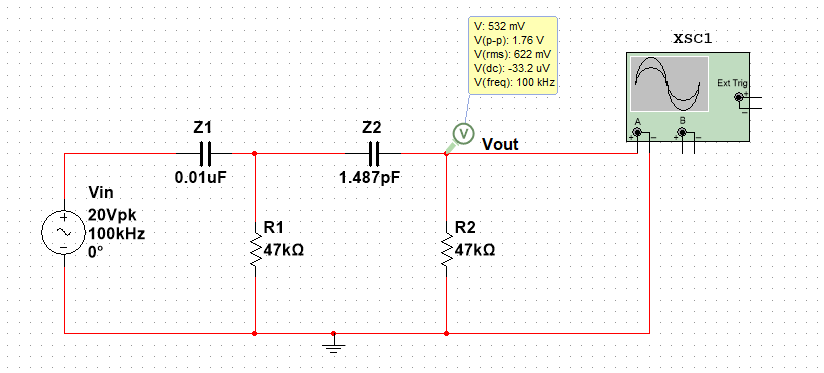 V: 532 mV
V(p-p): 1.76 V
V(rms): 622 mV
V(dc): -33.2 uV
V(freq): 100 kHz
XSC1
Ext Trig
+
−
A
B
+
−
+
−
Z1
0.01uF
Z2
1.487pF
V
Vout
Vin
20Vpk
100kHz
0°
+
−
R1
47kΩ
R2
47kΩ